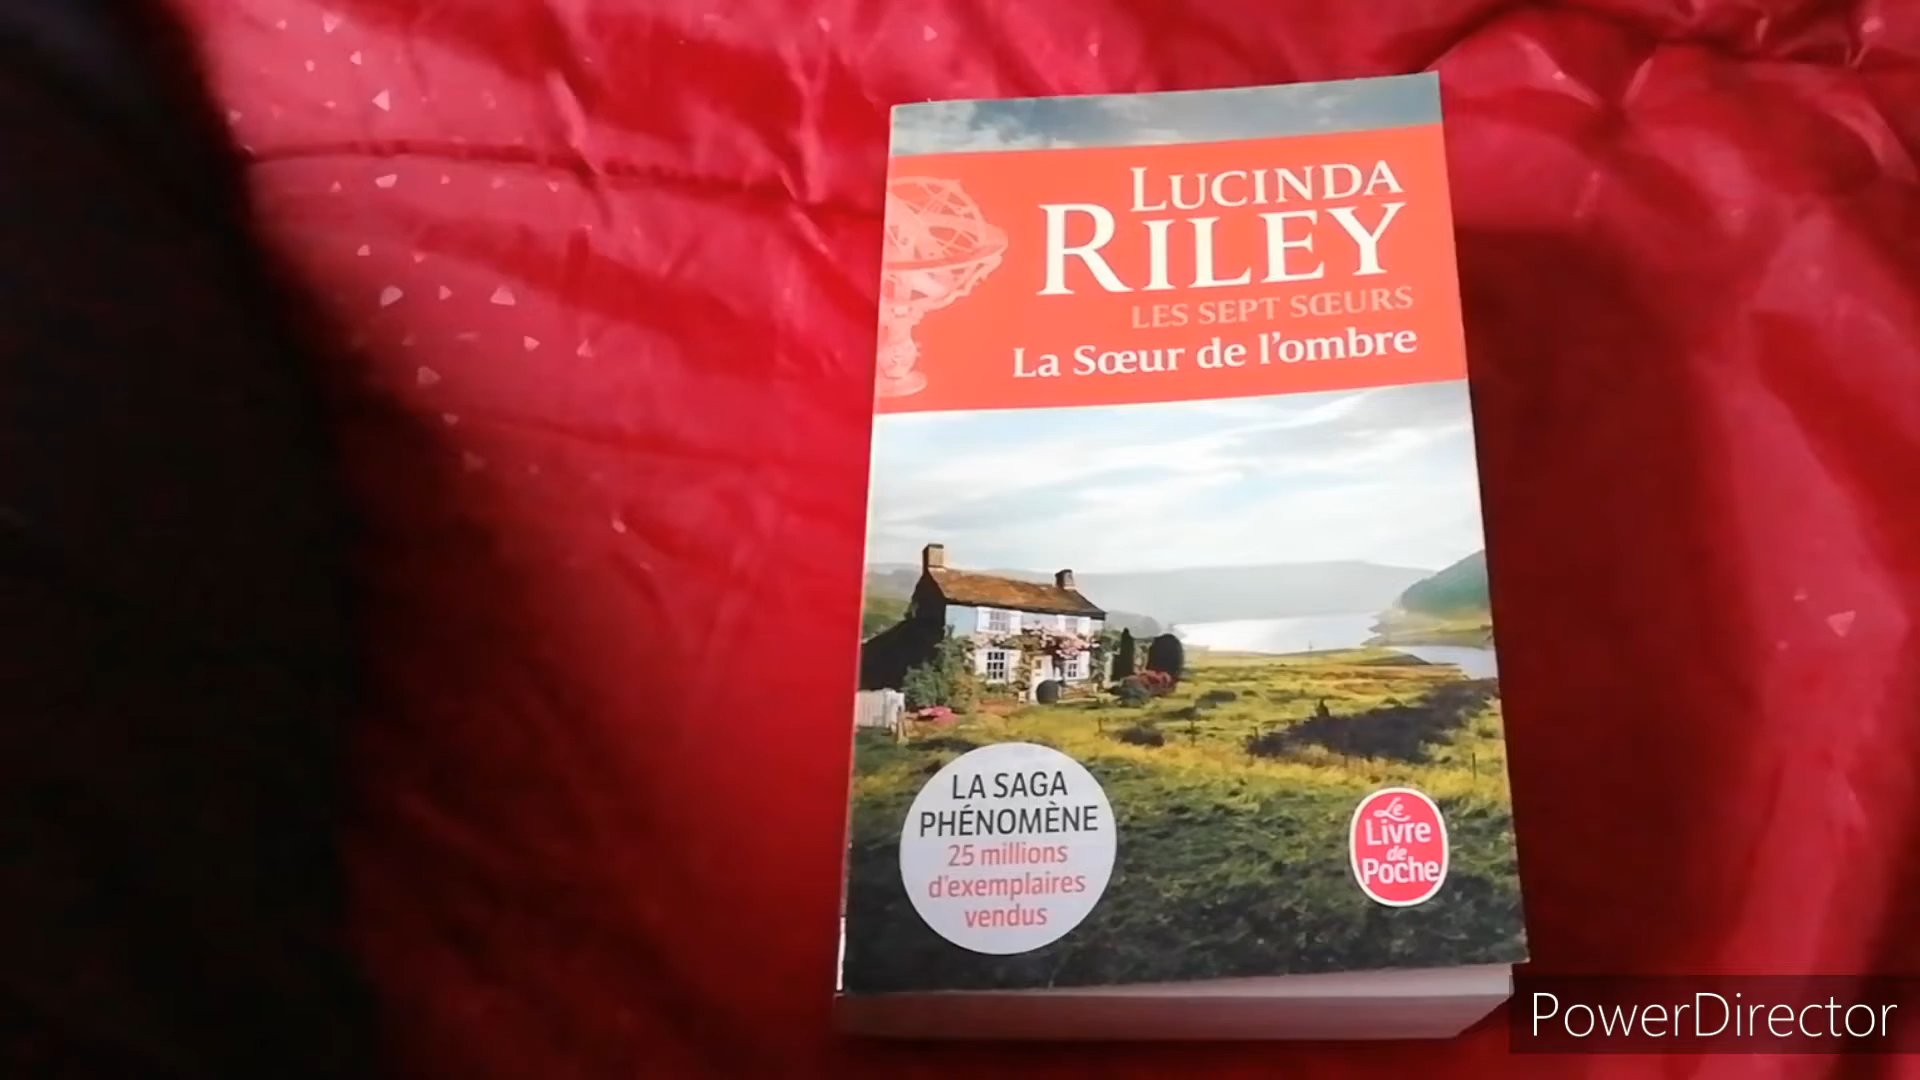 LUCINDA
RILEY
LES SEPT SŒURS
La Sœur de l'ombre
LA SAGA
PHÉNOMÈNE
25 millions
d'exemplaires
vendus
Le
Livre
de
Poche
PowerDirector